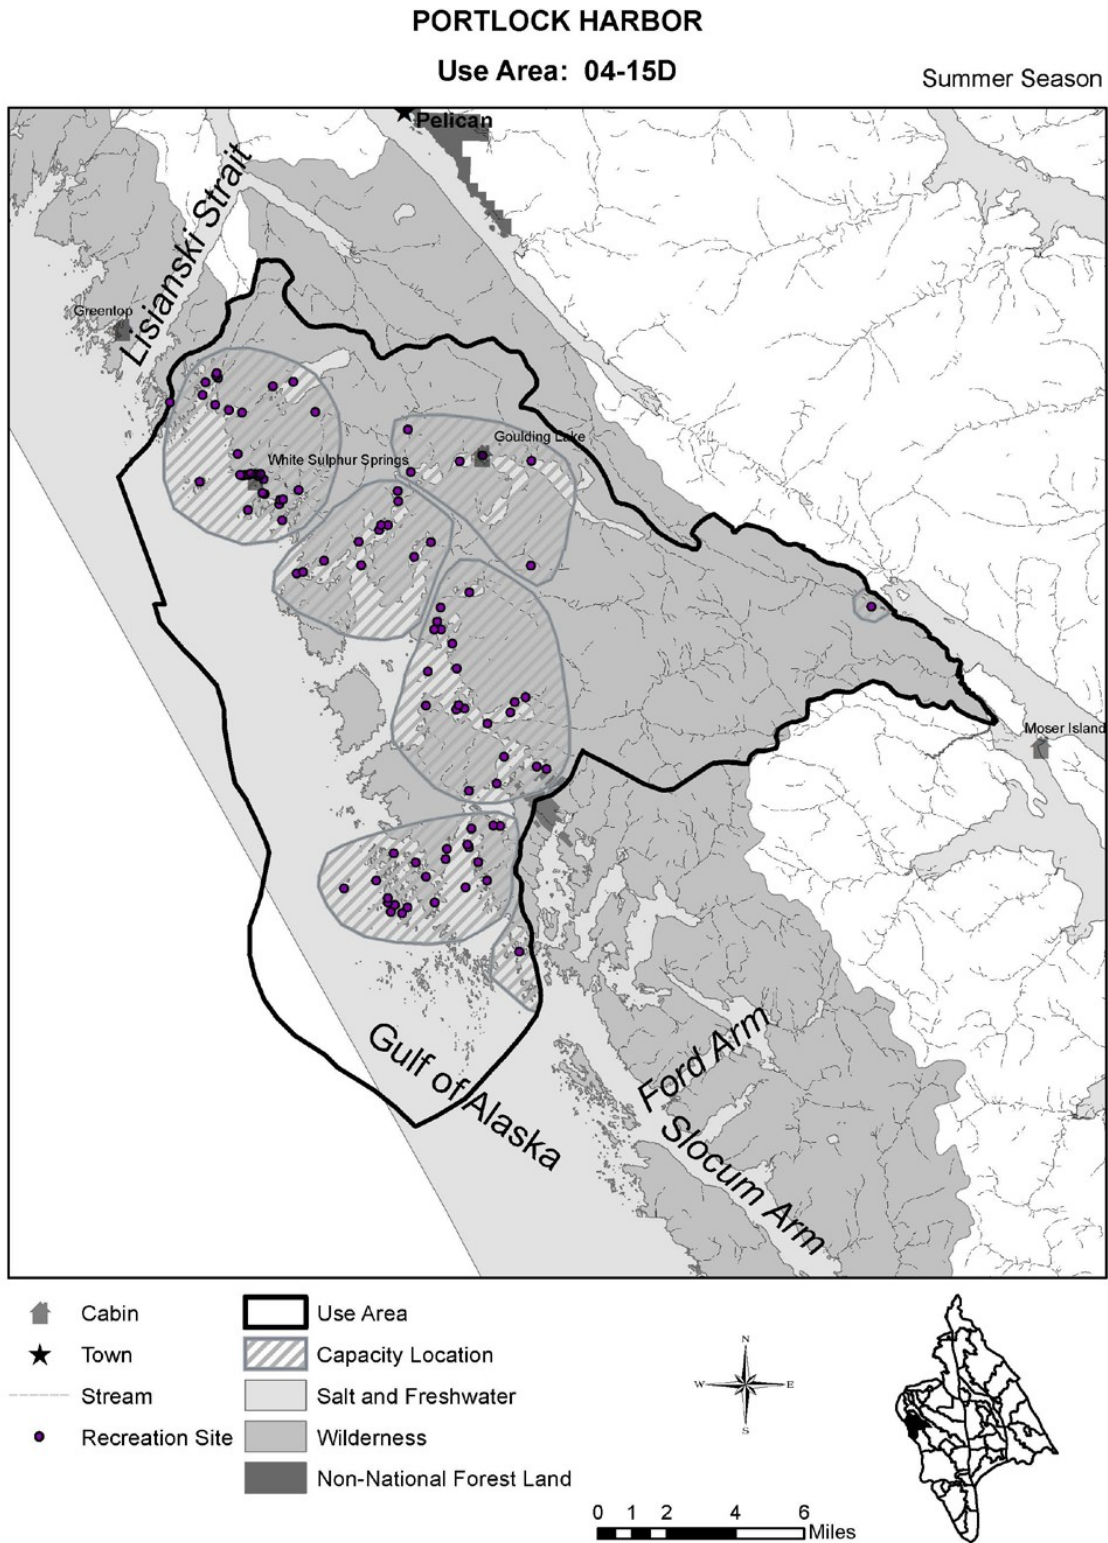 PORTLOCK HARBOR
Use Area: 04-15D
Summer Season
Pelican
Lisianski Strait
Greentop
Goulding Lake
White Sulphur Springs
Moser Island
Gulf of Alaska
Ford Arm
Slocum Arm
Cabin
Town
Stream
Recreation Site
Use Area
Capacity Location
Salt and Freshwater
Wilderness
Non-National Forest Land
N
W E
S
0 1 2 4 6
Miles